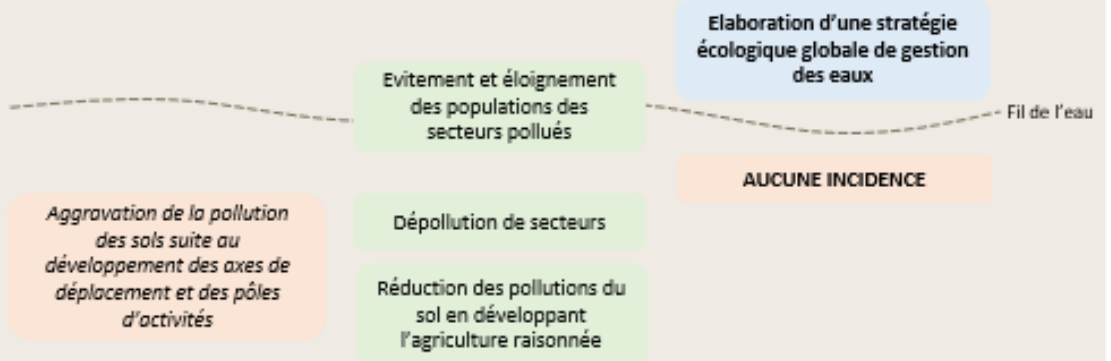 Elaboration d'une stratégie
écologique globale de gestion
des eaux
Evitement et éloignement
des populations des
secteurs pollués
Fil de l'eau
AUCUNE INCIDENCE
Aggravation de la pollution
des sols suite au
développement des axes de
déplacement et des pôles
d'activités
Dépollution de secteurs
Réduction des pollutions du
sol en développant
l'agriculture raisonnée